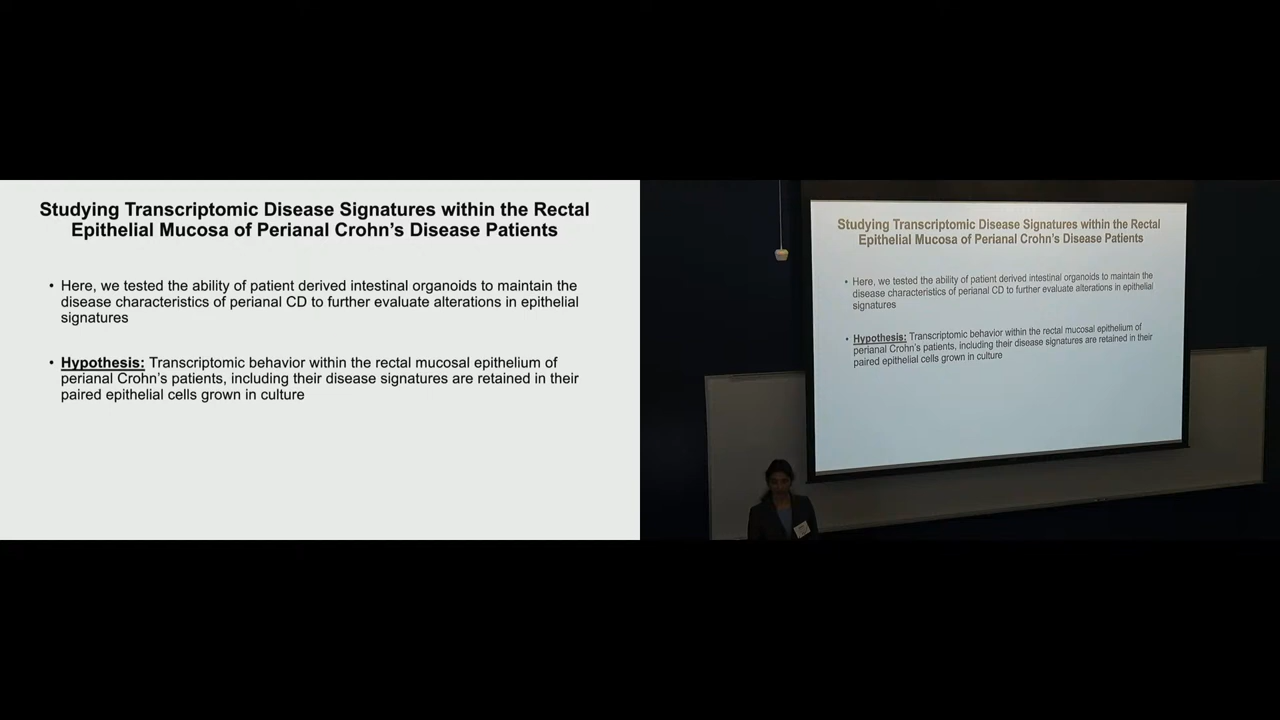 Studying Transcriptomic Disease Signatures within the Rectal
Epithelial Mucosa of Perianal Crohn's Disease Patients
• Here, we tested the ability of patient derived intestinal organoids to maintain the
disease characteristics of perianal CD to further evaluate alterations in epithelial
signatures
• Hypothesis: Transcriptomic behavior within the rectal mucosal epithelium of
perianal Crohn's patients, including their disease signatures are retained in their
paired epithelial cells grown in culture
Studying Transcriptomic Disease Signatures within the Rectal
Epithelial Mucosa of Perianal Crohn's Disease Patients
• Here, we tested the ability of patient derived intestinal organoids to maintain the
disease characteristics of perianal CD to further evaluate alterations in epithelial
signatures
• Hypothesis: Transcriptomic behavior within the rectal mucosal epithelium of
perianal Crohn's patients, including their disease signatures are retained in their
paired epithelial cells grown in culture